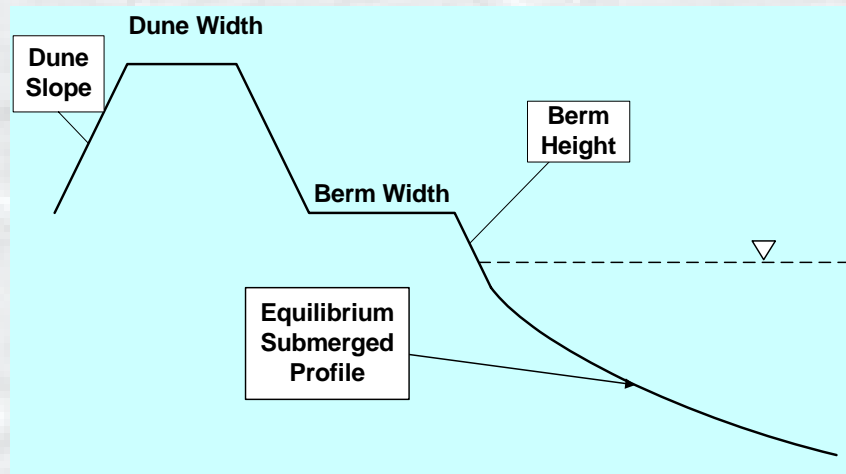 Dune Width
Dune
Slope
Berm
Height
Berm Width
Equilibrium
Submerged
Profile